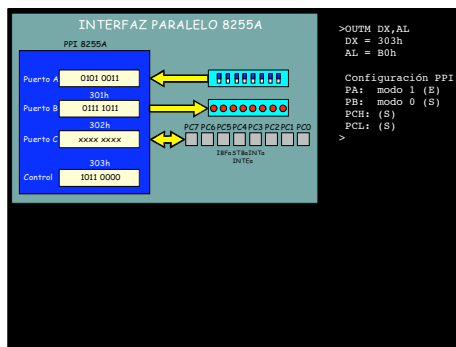 INTERFAZ PARALELO 8255A
PPI 8255A
Puerto A 0101 0011
301h
Puerto B 0111 1011
302h
Puerto C xxxx xxxx
303h
Control 1011 0000
PC7 PC6 PC5 PC4 PC3 PC2 PC1 PC0
IBFaSTBaINTa
INTEa
>OUTM DX,AL
DX = 303h
AL = B0h
Configuración PPI
PA: modo 1 (E)
PB: modo 0 (S)
PCH: (S)
PCL: (S)
>